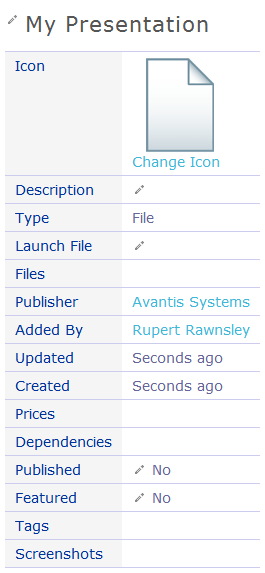 My Presentation
Icon
Change Icon
Description
Type File
Launch File
Files
Publisher Avantis Systems
Added By Rupert Rawnsley
Updated Seconds ago
Created Seconds ago
Prices
Dependencies
Published No
Featured No
Tags
Screenshots